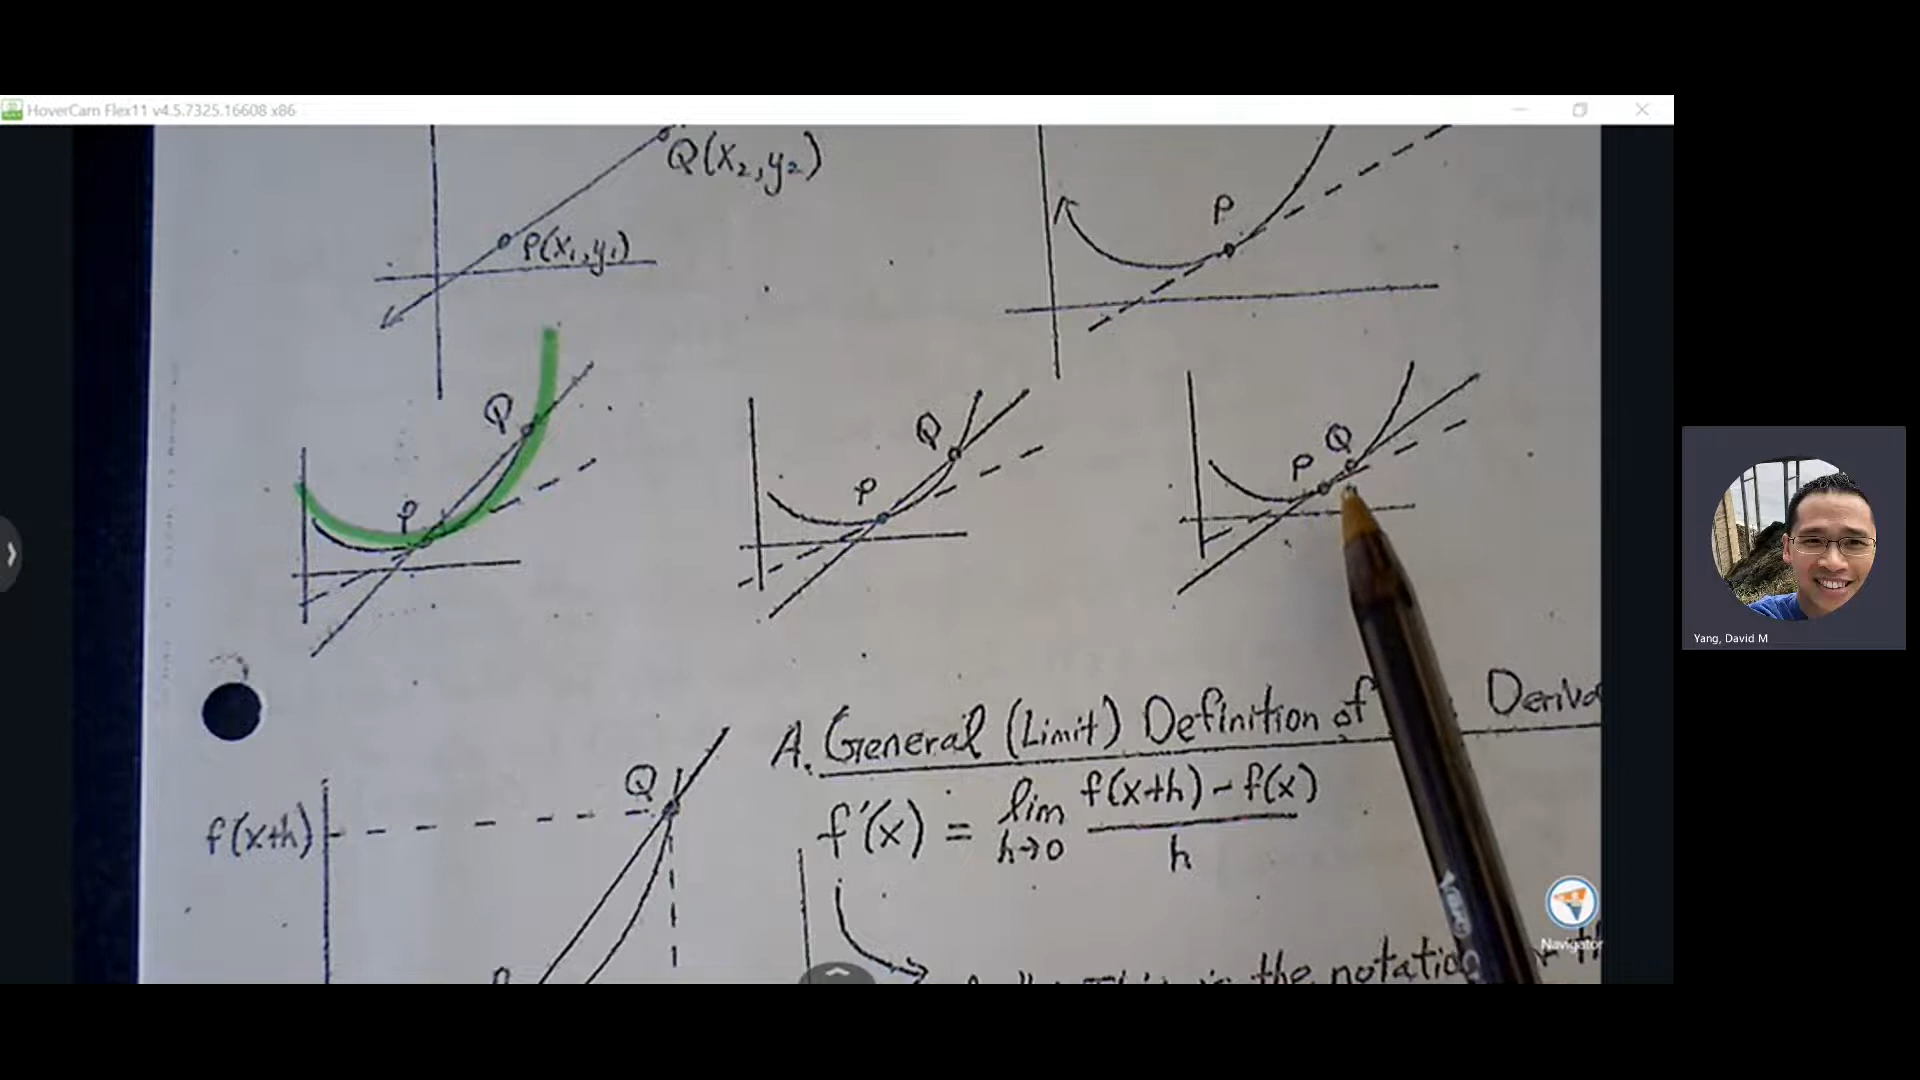 HoverCam Flex11 v4.5.7325.16608 x86
Q(x₂,y₂)
P(x₁,y₁)
P
Q
P
Q
P
Q
P
A. General (Limit) Definition of Deriva
Q
f(x+h)
f'(x) = lim h→0 f(x+h) - f(x) / h
Navigator
the notatio
Yang, David M